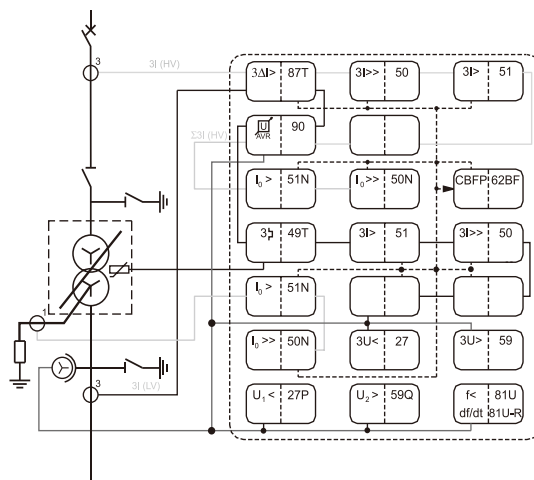 3
3I (HV)
3ΔI> 87T
3I>> 50
3I> 51
U
AVR
90
Σ3I (HV)
I₀ > 51N
I₀ >> 50N
CBFP 62BF
3 49T
3I> 51
3I>> 50
I₀ > 51N
1
I₀ >> 50N
3U< 27
3U> 59
3
3I (LV)
U₁ < 27P
U₂ > 59Q
f< 81U
df/dt 81U-R